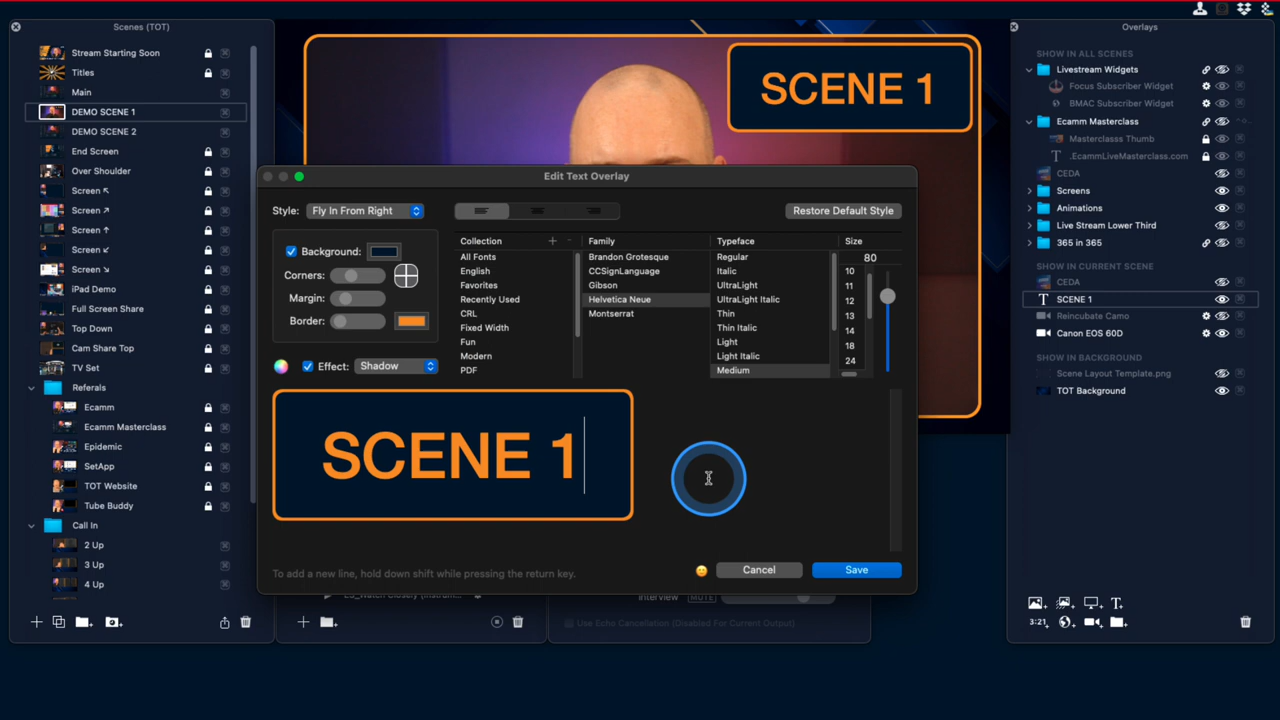 Scenes (TOT)
Stream Starting Soon
Titles
Main
DEMO SCENE 1
DEMO SCENE 2
End Screen
Over Shoulder
Screen ↖
Screen ↗
Screen ↑
Screen ↙
Screen ↘
iPad Demo
Full Screen Share
Top Down
Cam Share Top
TV Set
Referals
Ecamm
Ecamm Masterclass
Epidemic
SetApp
TOT Website
Tube Buddy
Call In
2 Up
3 Up
4 Up
SCENE 1
Edit Text Overlay
Style: Fly In From Right
Restore Default Style
Background:
Corners:
Margin:
Border:
Effect: Shadow
Collection
All Fonts
English
Favorites
Recently Used
CRL
Fixed Width
Fun
Modern
PDF
Family
Brandon Grotesque
CCSignLanguage
Gibson
Helvetica Neue
Montserrat
Typeface
Regular
Italic
UltraLight
UltraLight Italic
Thin
Thin Italic
Light
Light Italic
Medium
Size
80
10
11
12
13
14
18
24
SCENE 1
To add a new line, hold down shift while pressing the return key.
Cancel
Save
Interview MUTE
Use Echo Cancellation (Disabled For Current Output)
Overlays
SHOW IN ALL SCENES
Livestream Widgets
Focus Subscriber Widget
BMAC Subscriber Widget
Ecamm Masterclass
Masterclasss Thumb
.EcammLiveMasterclass.com
CEDA
Screens
Animations
Live Stream Lower Third
365 in 365
SHOW IN CURRENT SCENE
CEDA
SCENE 1
Reincubate Camo
Canon EOS 60D
SHOW IN BACKGROUND
Scene Layout Template.png
TOT Background
3:21